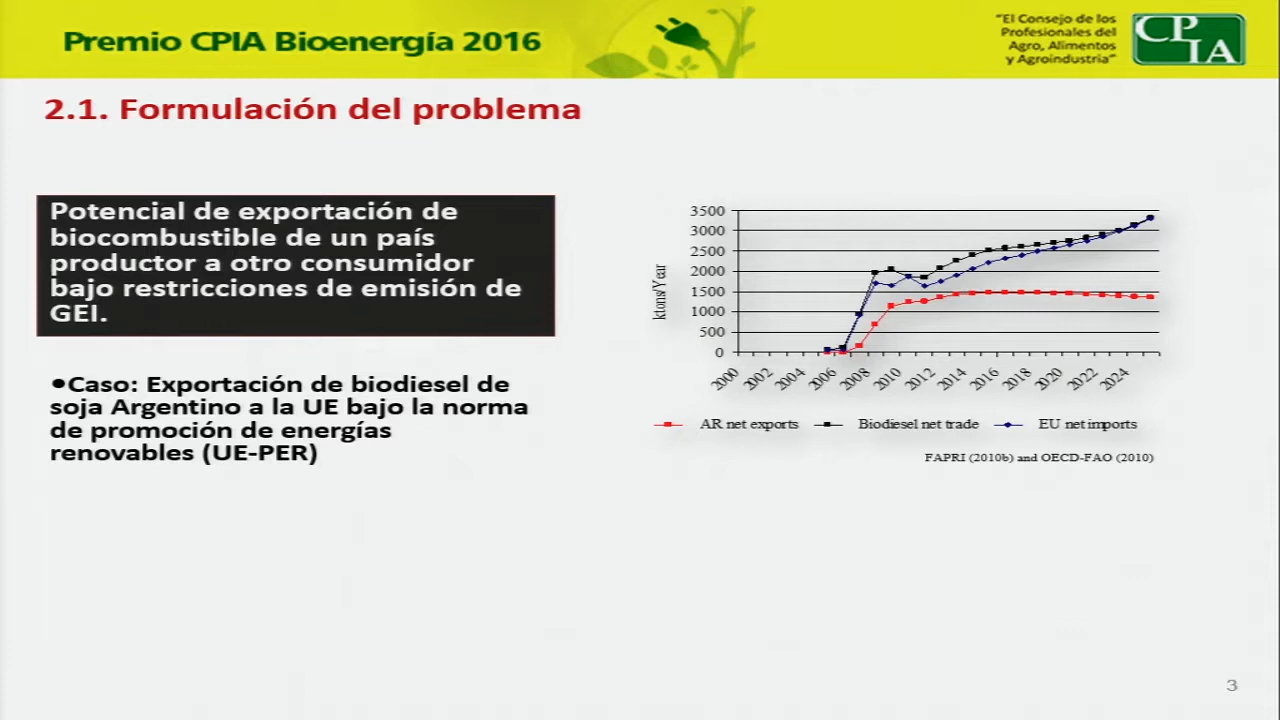 Premio CPIA Bioenergía 2016
"El Consejo de los
Profesionales del
Agro, Alimentos
y Agroindustria"
CP
IA
2.1. Formulación del problema
Potencial de exportación de
biocombustible de un país
productor a otro consumidor
bajo restricciones de emisión de
GEI.
•Caso: Exportación de biodiesel de
soja Argentino a la UE bajo la norma
de promoción de energías
renovables (UE-PER)
ktons/Year
3500
3000
2500
2000
1500
1000
500
0
2000 2002 2004 2006 2008 2010 2012 2014 2016 2018 2020 2022 2024
AR net exports Biodiesel net trade EU net imports
FAPRI (2010b) and OECD-FAO (2010)
3